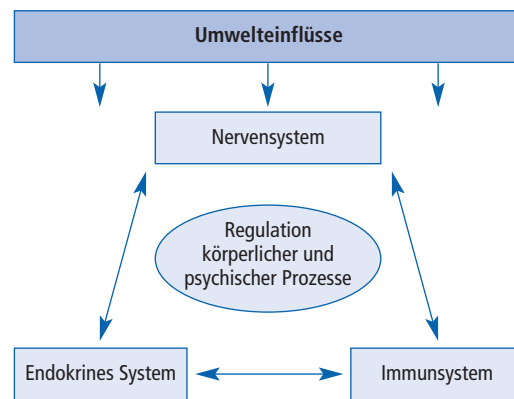 Umwelteinflüsse
Nervensystem
Regulation
körperlicher und
psychischer Prozesse
Endokrines System
Immunsystem